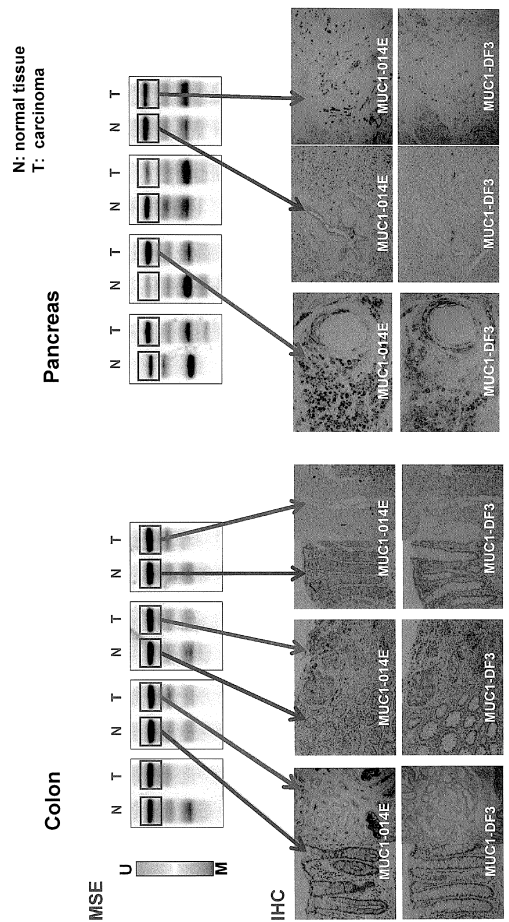 Colon
Pancreas
N: normal tissue
T: carcinoma
MSE
U
M
N T N T N T N T
N T N T N T N T
IHC
MUC1-014E
MUC1-014E
MUC1-014E
MUC1-014E
MUC1-014E
MUC1-014E
MUC1-DF3
MUC1-DF3
MUC1-DF3
MUC1-DF3
MUC1-DF3
MUC1-DF3